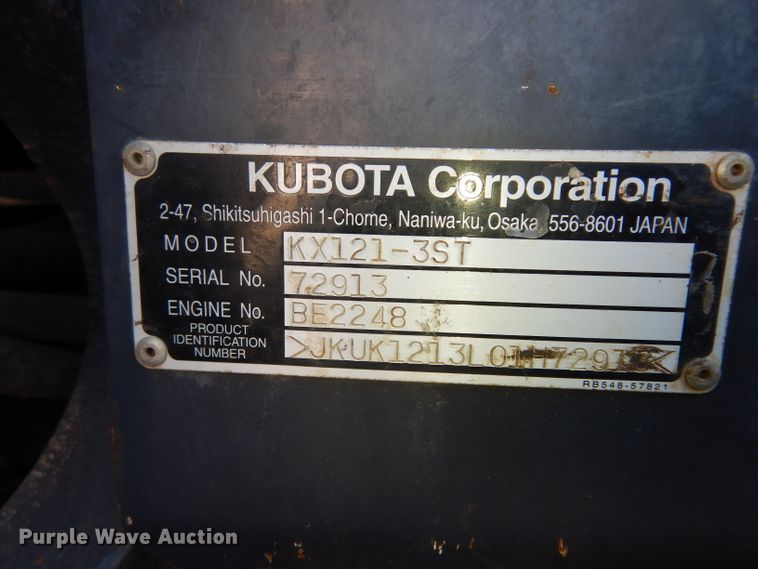 KUBOTA Corporation
2-47, Shikitsuhigashi 1-Chome, Naniwa-ku, Osaka, 556-8601 JAPAN
MODEL KX121-3ST
SERIAL No. 72913
ENGINE No. BE2248
PRODUCT IDENTIFICATION NUMBER >JKUK1213L01H72913<
RB548-57821
Purple Wave Auction®